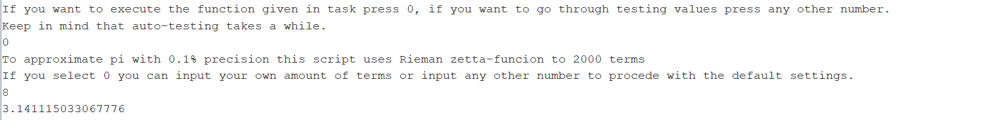 If you want to execute the function given in task press 0, if you want to go through testing values press any other number.
Keep in mind that auto-testing takes a while.
0
To approximate pi with 0.1% precision this script uses Rieman zetta-funcion to 2000 terms
If you select 0 you can input your own amount of terms or input any other number to procede with the default settings.
8
3.141115033067776